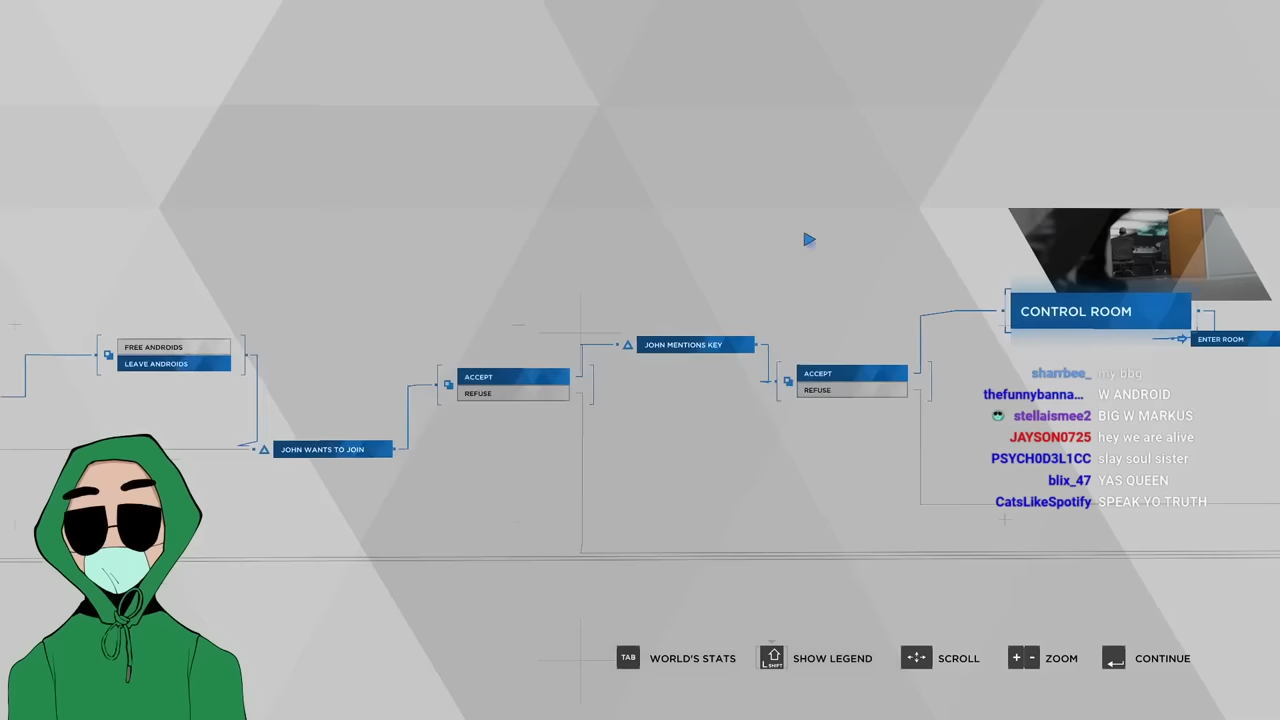 FREE ANDROIDS
LEAVE ANDROIDS
JOHN WANTS TO JOIN
ACCEPT
REFUSE
JOHN MENTIONS KEY
ACCEPT
REFUSE
CONTROL ROOM
ENTER ROOM
sharrbee_ my bbg
thefunnybanna... W ANDROID
stellaismee2 BIG W MARKUS
JAYSON0725 hey we are alive
PSYCH0D3L1CC slay soul sister
blix_47 YAS QUEEN
CatsLikeSpotify SPEAK YO TRUTH
TAB WORLD'S STATS L SHIFT SHOW LEGEND SCROLL + - ZOOM CONTINUE